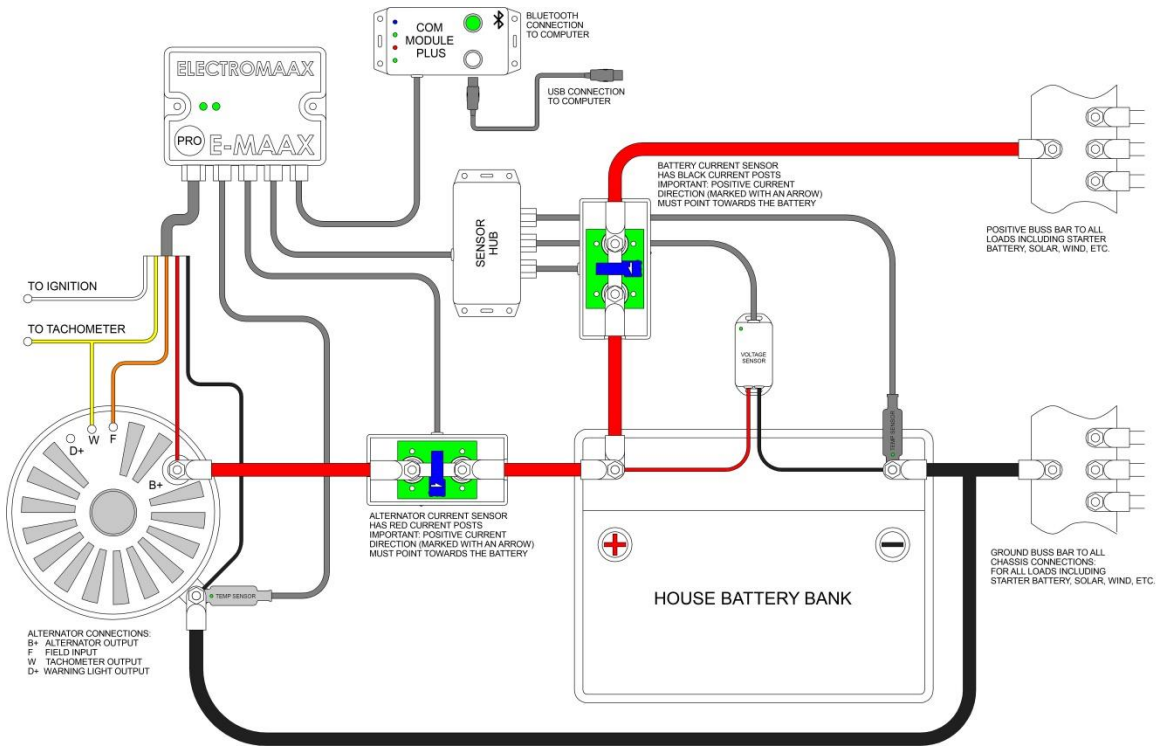 BLUETOOTH
CONNECTION
TO COMPUTER
COM
MODULE
PLUS
ELECTROMAAX
PRO
E-MAAX
USB CONNECTION
TO COMPUTER
BATTERY CURRENT SENSOR
HAS BLACK CURRENT POSTS
IMPORTANT: POSITIVE CURRENT
DIRECTION (MARKED WITH AN ARROW)
MUST POINT TOWARDS THE BATTERY
SENSOR
HUB
POSITIVE BUSS BAR TO ALL
LOADS INCLUDING STARTER
BATTERY, SOLAR, WIND, ETC.
TO IGNITION
TO TACHOMETER
VOLTAGE
SENSOR
TEMP SENSOR
D+
W
F
B+
ALTERNATOR CURRENT SENSOR
HAS RED CURRENT POSTS
IMPORTANT: POSITIVE CURRENT
DIRECTION (MARKED WITH AN ARROW)
MUST POINT TOWARDS THE BATTERY
GROUND BUSS BAR TO ALL
CHASSIS CONNECTIONS:
FOR ALL LOADS INCLUDING
STARTER BATTERY, SOLAR, WIND, ETC.
TEMP SENSOR
HOUSE BATTERY BANK
ALTERNATOR CONNECTIONS:
B+ ALTERNATOR OUTPUT
F FIELD INPUT
W TACHOMETER OUTPUT
D+ WARNING LIGHT OUTPUT